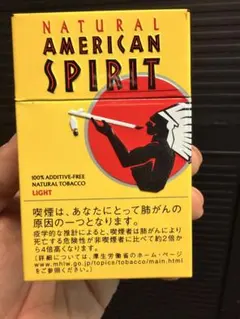 NATURAL
AMERICAN
SPIRIT
100% ADDITIVE-FREE
NATURAL TOBACCO
LIGHT
喫煙は、あなたにとって肺がんの
原因の一つとなります。
疫学的な推計によると、喫煙者は肺がんにより
死亡する危険性が非喫煙者に比べて約2倍か
ら4倍高くなります。
(詳細については、厚生労働省のホーム・ページ
www.mhlw.go.jp/topics/tobacco/main.html
をご参照ください。)